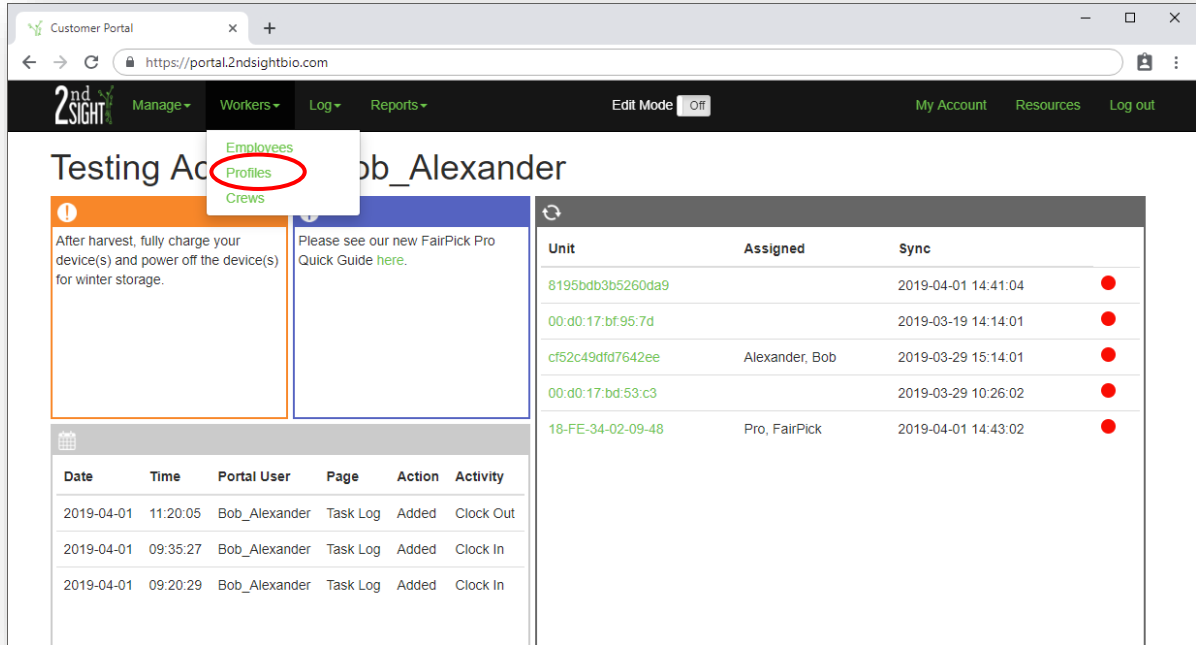 Customer Portal
https://portal.2ndsightbio.com
2nd SIGHT Manage Workers Log Reports Edit Mode Off My Account Resources Log out
Employees
Profiles
Crews
Testing Ac ob_Alexander
After harvest, fully charge your
device(s) and power off the device(s)
for winter storage.
Please see our new FairPick Pro
Quick Guide here.
Unit Assigned Sync
8195bdb3b5260da9 2019-04-01 14:41:04
00:d0:17:bf:95:7d 2019-03-19 14:14:01
cf52c49dfd7642ee Alexander, Bob 2019-03-29 15:14:01
00:d0:17:bd:53:c3 2019-03-29 10:26:02
18-FE-34-02-09-48 Pro, FairPick 2019-04-01 14:43:02
Date Time Portal User Page Action Activity
2019-04-01 11:20:05 Bob_Alexander Task Log Added Clock Out
2019-04-01 09:35:27 Bob_Alexander Task Log Added Clock In
2019-04-01 09:20:29 Bob_Alexander Task Log Added Clock In